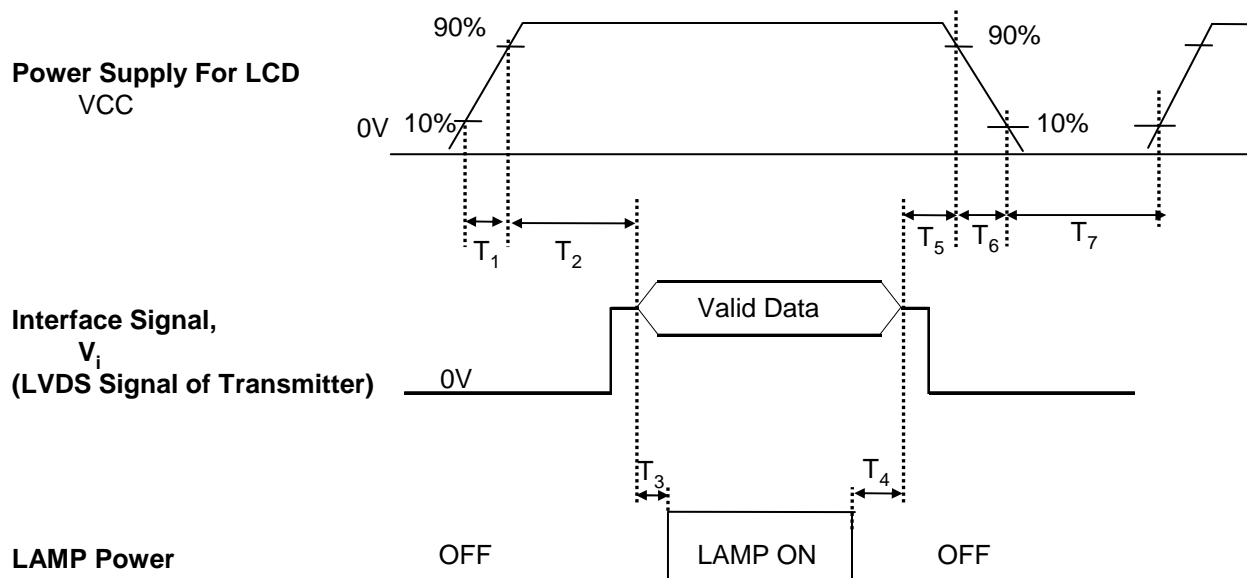 90%
90%
Power Supply For LCD
VCC
0V
10%
10%
T1
T2
T5
T6
T7
Valid Data
Interface Signal,
Vi
(LVDS Signal of Transmitter)
0V
T3
T4
LAMP Power
OFF
LAMP ON
OFF